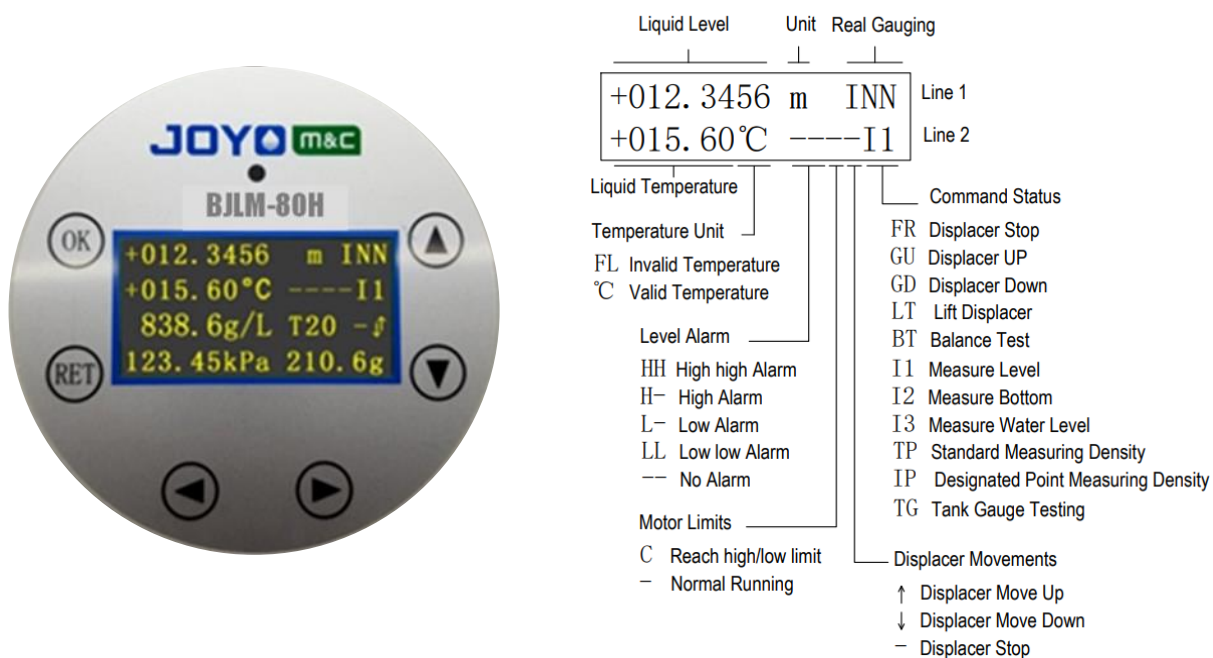 JOYO M&C
BJLM-80H
OK
RET
+012.3456 m INN
+015.60°C ----I1
838.6g/L T20 -⇵
123.45kPa 210.6g
Liquid Level Unit Real Gauging
+012.3456 m INN Line 1
+015.60℃ ----I1 Line 2
Liquid Temperature
Temperature Unit
FL Invalid Temperature
℃ Valid Temperature
Level Alarm
HH High high Alarm
H- High Alarm
L- Low Alarm
LL Low low Alarm
-- No Alarm
Motor Limits
C Reach high/low limit
- Normal Running
Command Status
FR Displacer Stop
GU Displacer UP
GD Displacer Down
LT Lift Displacer
BT Balance Test
I1 Measure Level
I2 Measure Bottom
I3 Measure Water Level
TP Standard Measuring Density
IP Designated Point Measuring Density
TG Tank Gauge Testing
Displacer Movements
↑ Displacer Move Up
↓ Displacer Move Down
- Displacer Stop